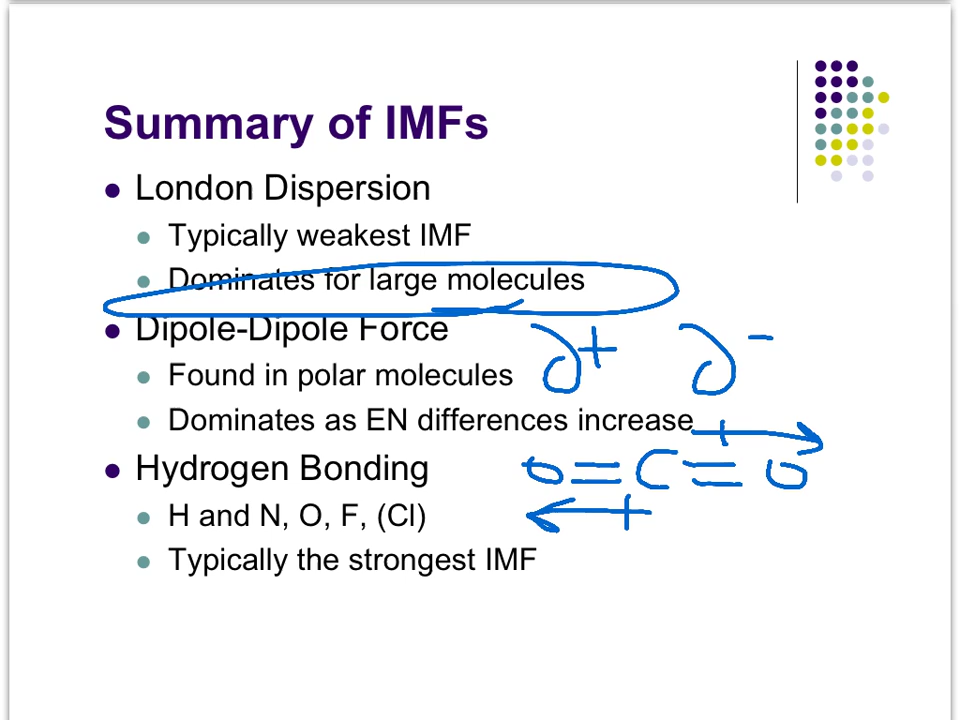 Summary of IMFs
London Dispersion
Typically weakest IMF
Dominates for large molecules
Dipole-Dipole Force
∂+ ∂-
Found in polar molecules
Dominates as EN differences increase
Hydrogen Bonding
O=C=O
H and N, O, F, (Cl)
Typically the strongest IMF